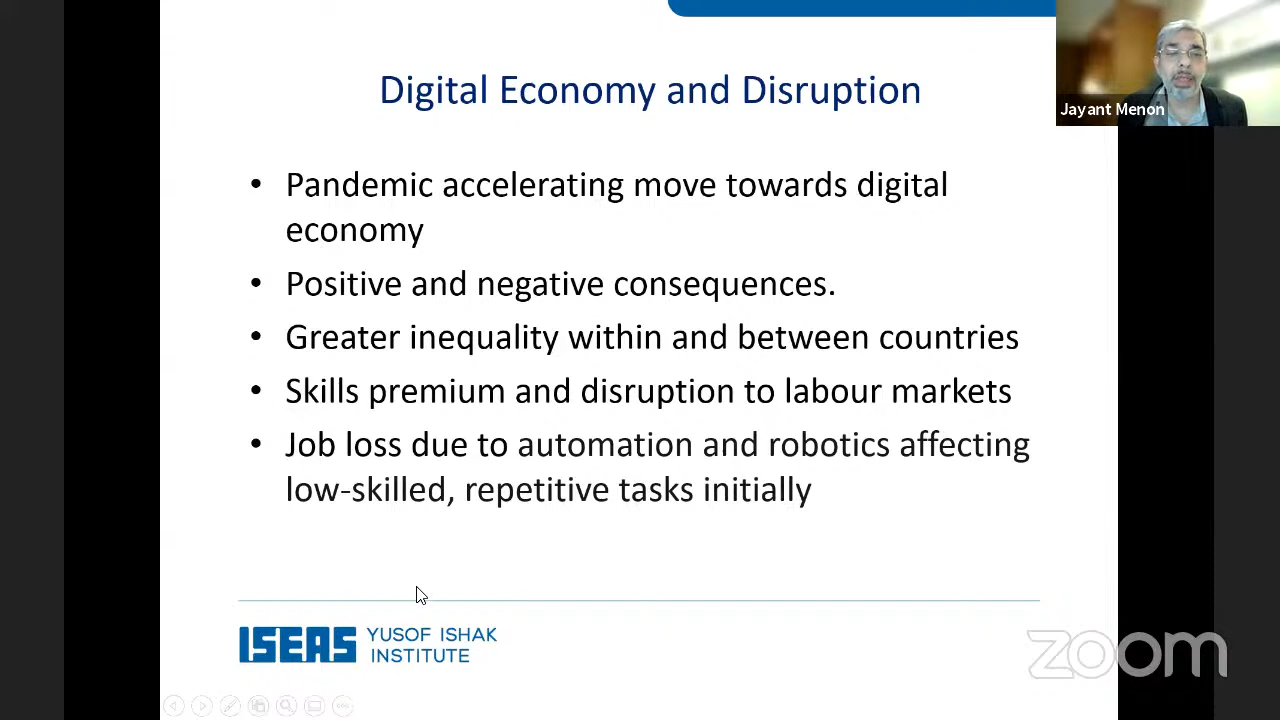 Digital Economy and Disruption
Jayant Menon
• Pandemic accelerating move towards digital
economy
• Positive and negative consequences.
• Greater inequality within and between countries
• Skills premium and disruption to labour markets
• Job loss due to automation and robotics affecting
low-skilled, repetitive tasks initially
ISEAS YUSOF ISHAK
INSTITUTE
zoom